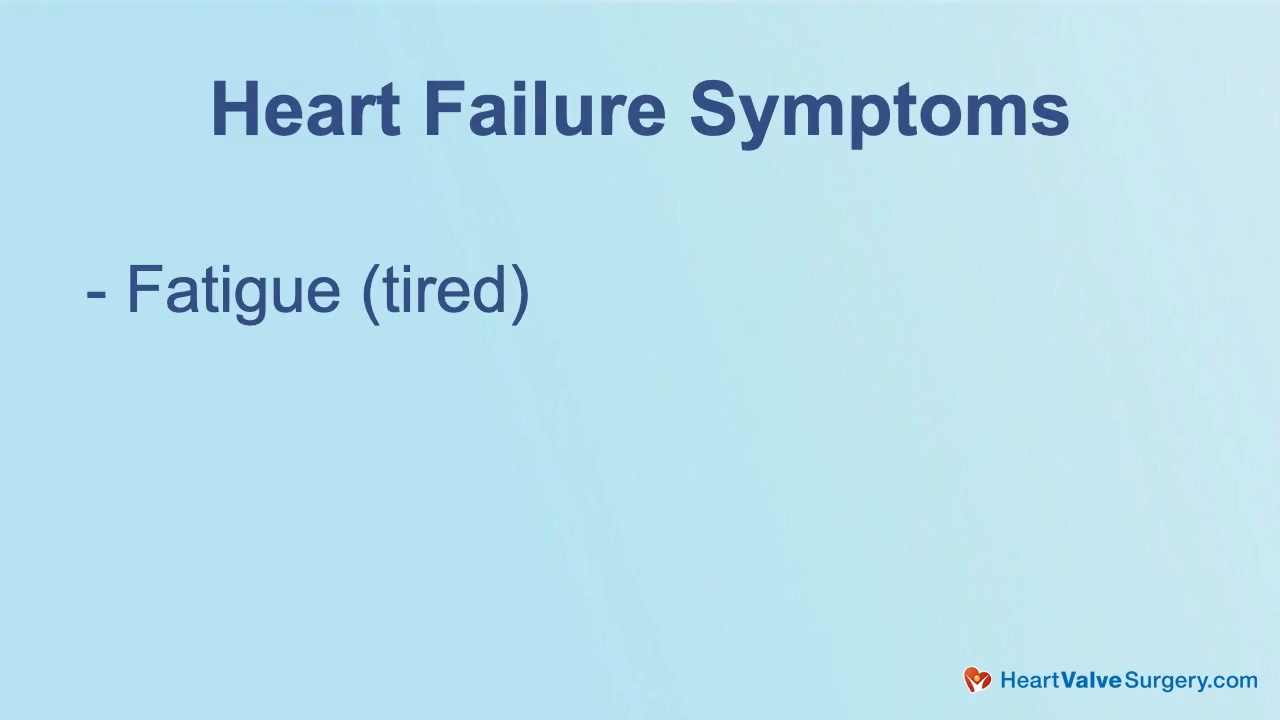 Heart Failure Symptoms
- Fatigue (tired)
HeartValveSurgery.com